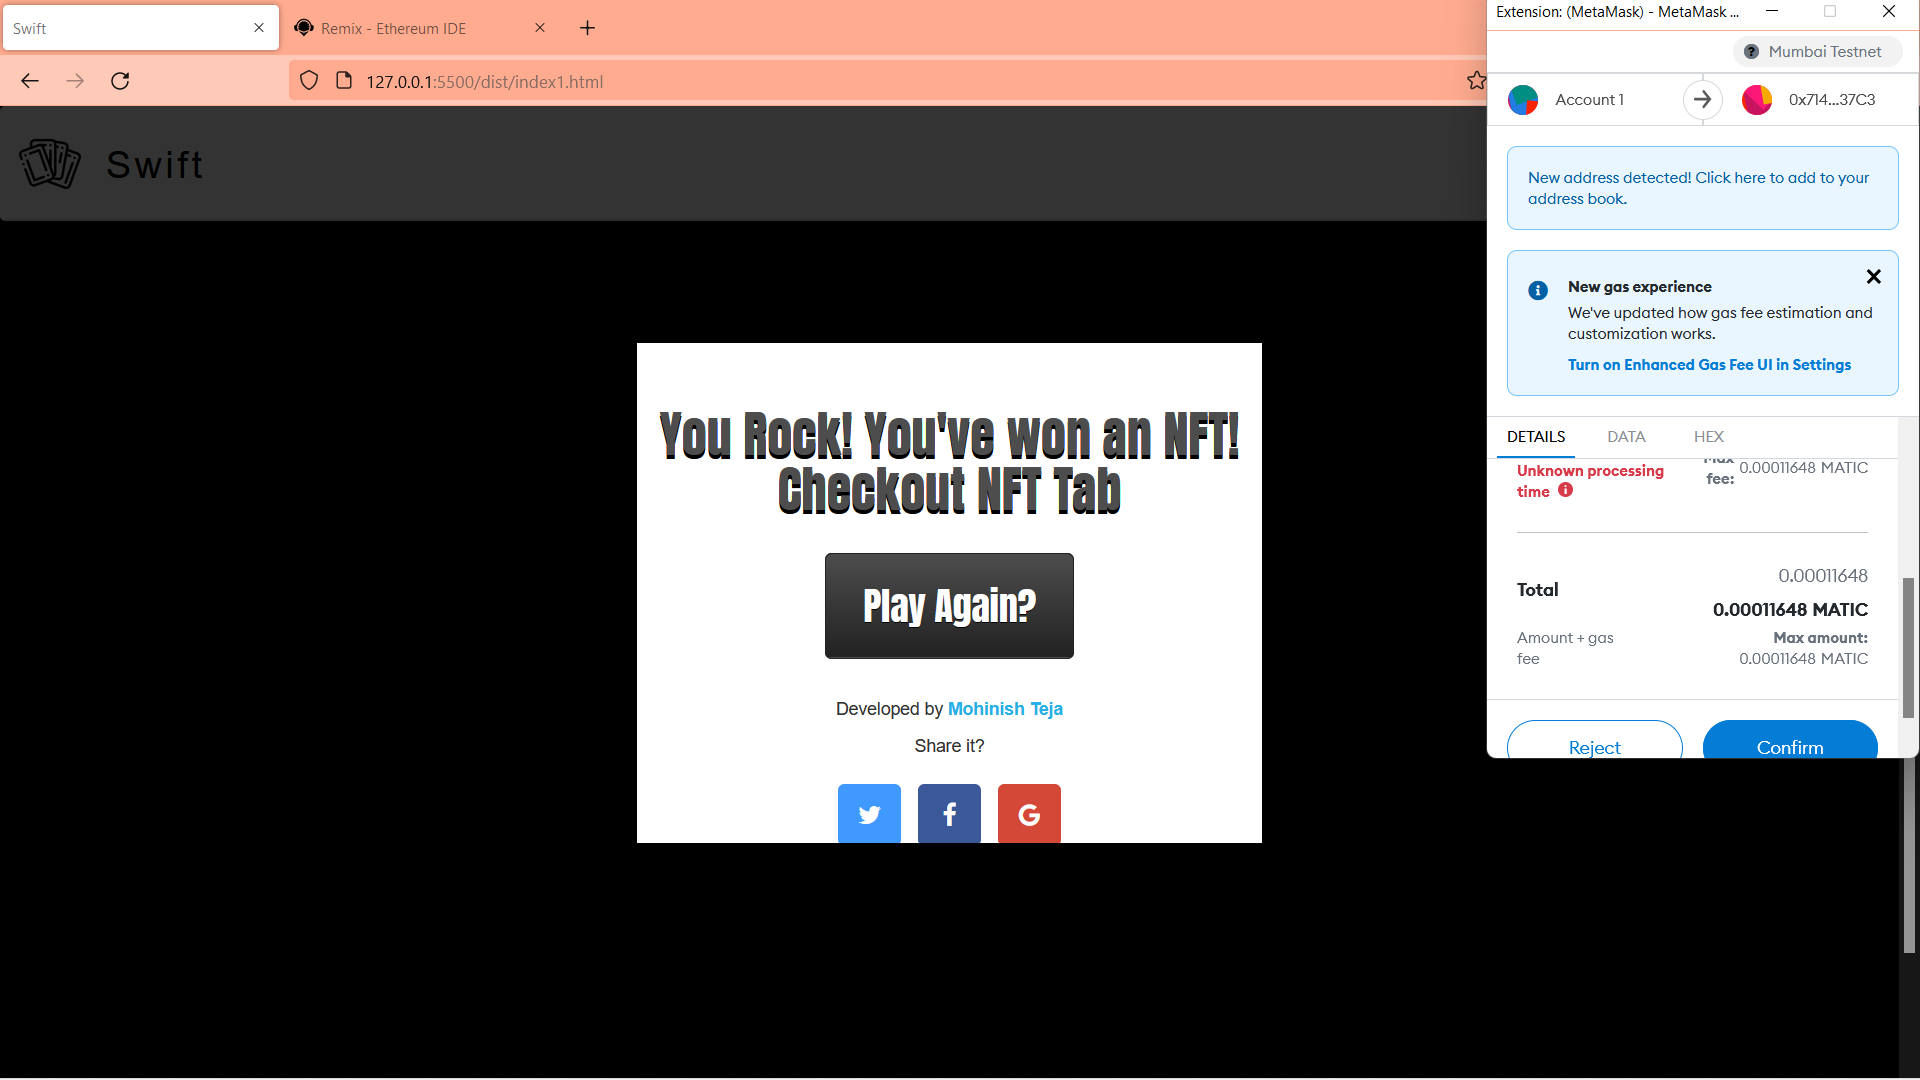 Swift
Remix - Ethereum IDE
127.0.0.1:5500/dist/index1.html
Swift
You Rock! You've won an NFT!
Checkout NFT Tab
Play Again?
Developed by Mohinish Teja
Share it?
Extension: (MetaMask) - MetaMask ...
Mumbai Testnet
Account 1
0x714...37C3
New address detected! Click here to add to your
address book.
New gas experience
We've updated how gas fee estimation and
customization works.
Turn on Enhanced Gas Fee UI in Settings
DETAILS
DATA
HEX
Unknown processing
time
Max
fee:
0.00011648 MATIC
Total
0.00011648
0.00011648 MATIC
Amount + gas
fee
Max amount:
0.00011648 MATIC
Reject
Confirm